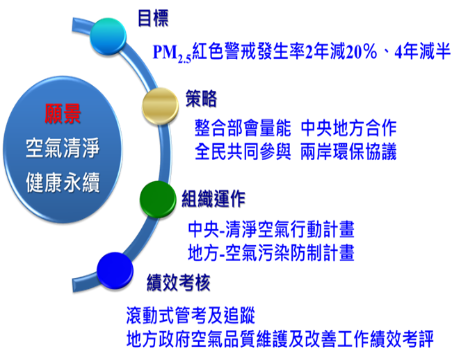 目標
PM2.5紅色警戒發生率2年減20%、4年減半
策略
整合部會量能 中央地方合作
全民共同參與 兩岸環保協議
願景
空氣清淨
健康永續
組織運作
中央-清淨空氣行動計畫
地方-空氣污染防制計畫
績效考核
滾動式管考及追蹤
地方政府空氣品質維護及改善工作績效考評